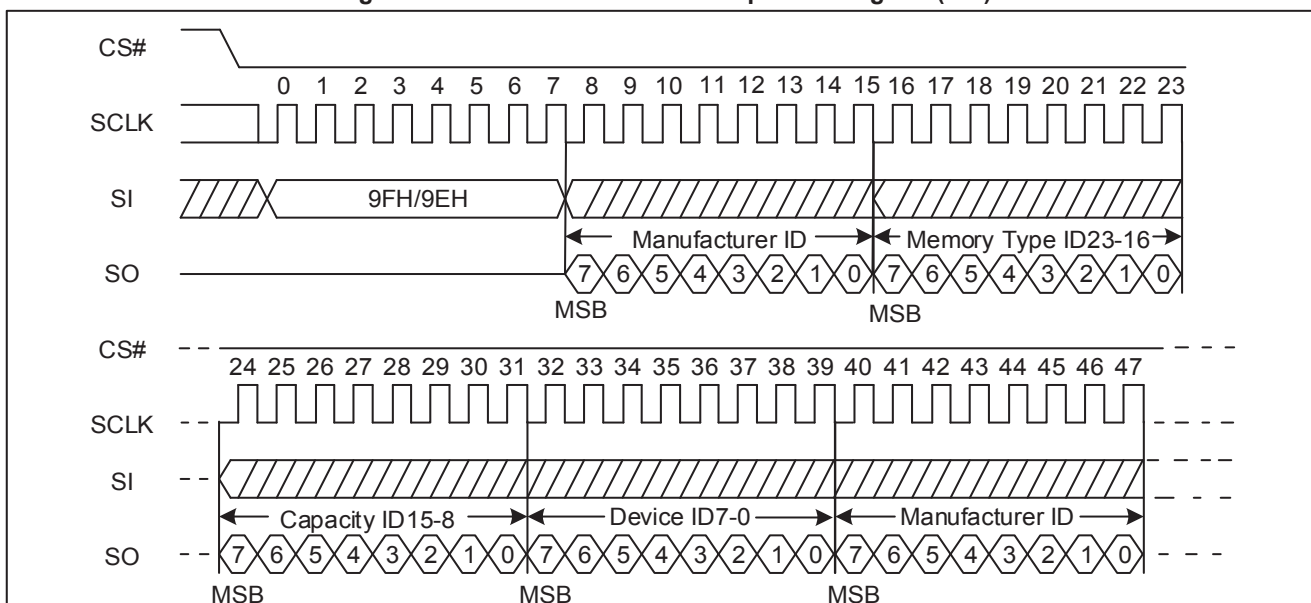 CS#
0 1 2 3 4 5 6 7 8 9 10 11 12 13 14 15 16 17 18 19 20 21 22 23
SCLK
SI 9FH/9EH
Manufacturer ID Memory Type ID23-16
SO 7 6 5 4 3 2 1 0 7 6 5 4 3 2 1 0
MSB MSB
CS#
24 25 26 27 28 29 30 31 32 33 34 35 36 37 38 39 40 41 42 43 44 45 46 47
SCLK
SI
Capacity ID15-8 Device ID7-0 Manufacturer ID
SO 7 6 5 4 3 2 1 0 7 6 5 4 3 2 1 0 7 6 5 4 3 2 1 0
MSB MSB MSB